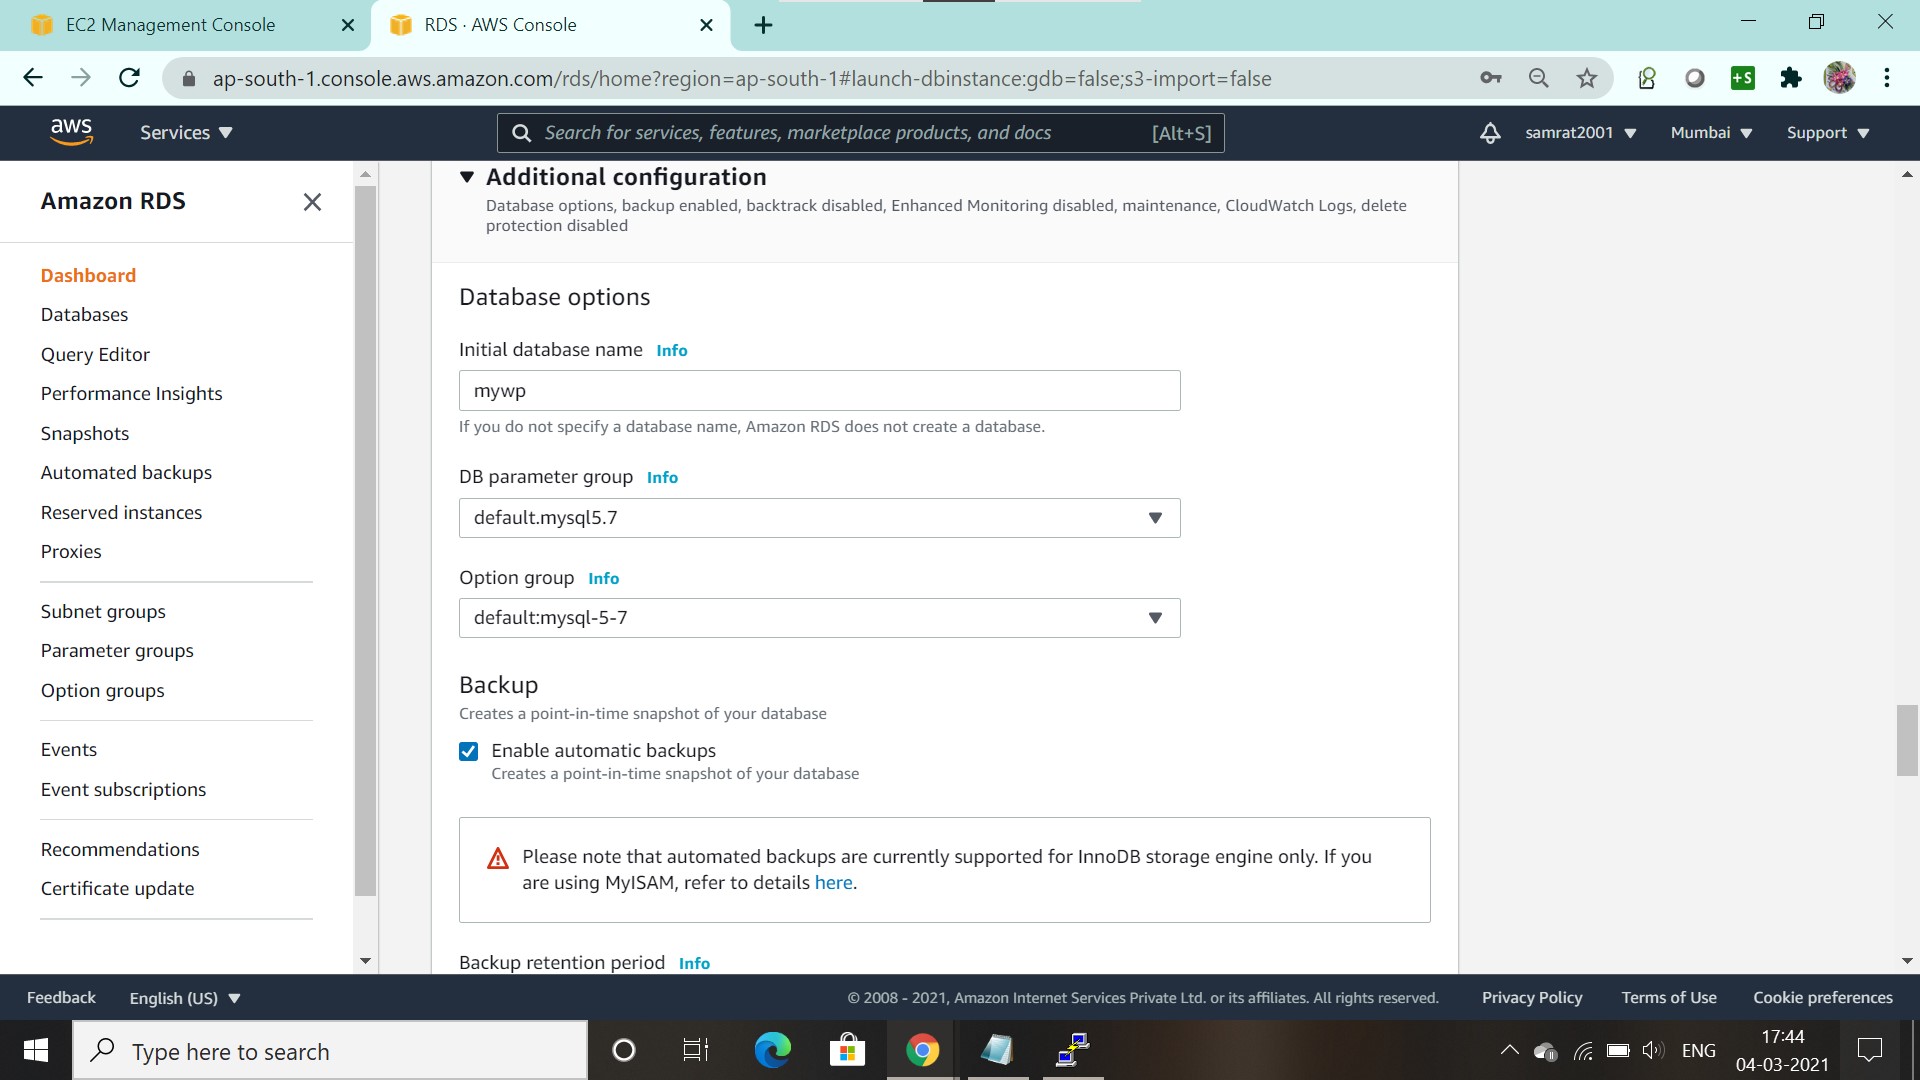 EC2 Management Console
RDS · AWS Console
ap-south-1.console.aws.amazon.com/rds/home?region=ap-south-1#launch-dbinstance:gdb=false;s3-import=false
+S
aws
Services
Search for services, features, marketplace products, and docs
[Alt+S]
samrat2001
Mumbai
Support
Amazon RDS
Dashboard
Databases
Query Editor
Performance Insights
Snapshots
Automated backups
Reserved instances
Proxies
Subnet groups
Parameter groups
Option groups
Events
Event subscriptions
Recommendations
Certificate update
Additional configuration
Database options, backup enabled, backtrack disabled, Enhanced Monitoring disabled, maintenance, CloudWatch Logs, delete
protection disabled
Database options
Initial database name Info
mywp
If you do not specify a database name, Amazon RDS does not create a database.
DB parameter group Info
default.mysql5.7
Option group Info
default:mysql-5-7
Backup
Creates a point-in-time snapshot of your database
Enable automatic backups
Creates a point-in-time snapshot of your database
Please note that automated backups are currently supported for InnoDB storage engine only. If you
are using MyISAM, refer to details here.
Backup retention period Info
Feedback
English (US)
© 2008 - 2021, Amazon Internet Services Private Ltd. or its affiliates. All rights reserved.
Privacy Policy
Terms of Use
Cookie preferences
Type here to search
ENG
17:44
04-03-2021